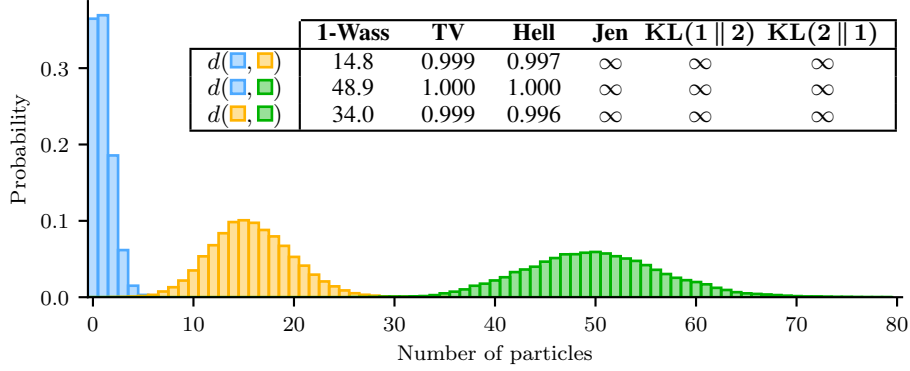 1-Wass TV Hell Jen KL(1 ∥ 2) KL(2 ∥ 1)
d( , ) 14.8 0.999 0.997 ∞ ∞ ∞
d( , ) 48.9 1.000 1.000 ∞ ∞ ∞
d( , ) 34.0 0.999 0.996 ∞ ∞ ∞
Probability
0.3
0.2
0.1
0.0
0 10 20 30 40 50 60 70 80
Number of particles